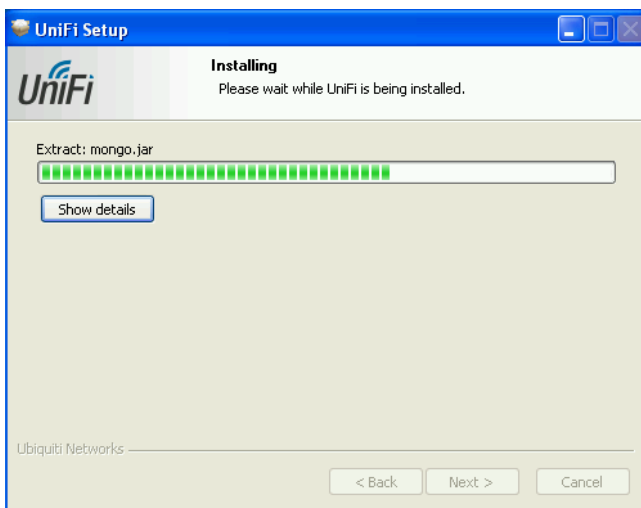 UniFi Setup
UniFi
Installing
Please wait while UniFi is being installed.
Extract: mongo.jar
Show details
Ubiquiti Networks
< Back
Next >
Cancel